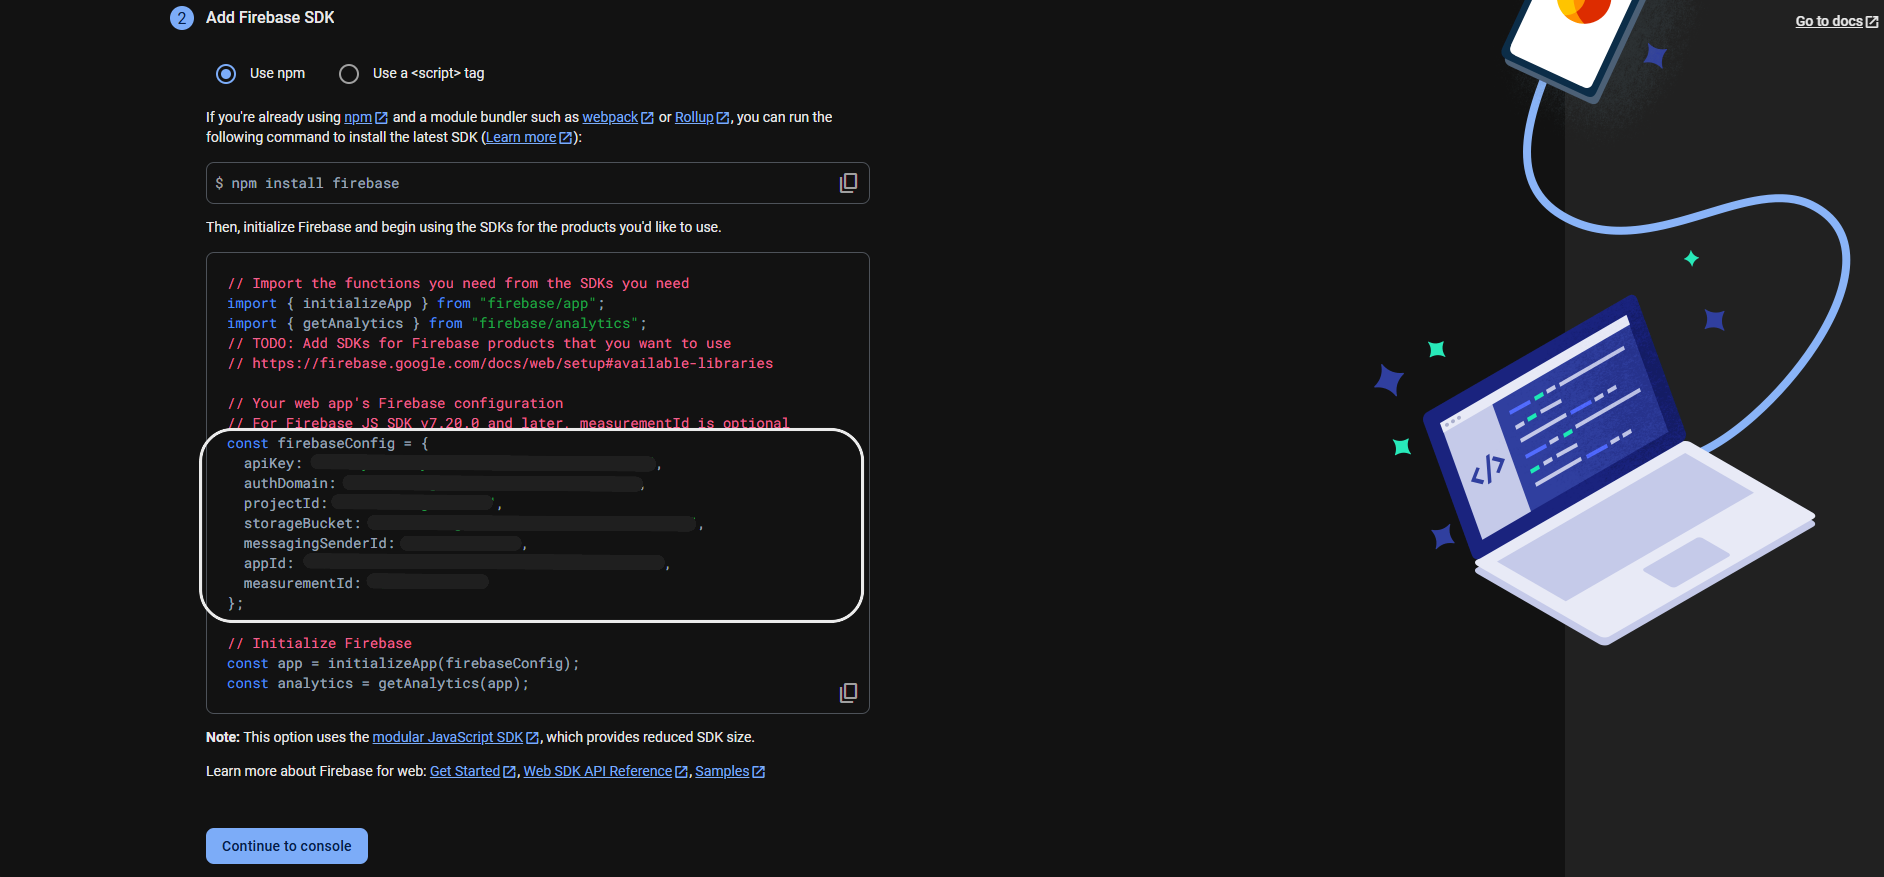 2 Add Firebase SDK
Go to docs
Use npm Use a <script> tag
If you're already using npm and a module bundler such as webpack or Rollup, you can run the
following command to install the latest SDK (Learn more):
$ npm install firebase
Then, initialize Firebase and begin using the SDKs for the products you'd like to use.
// Import the functions you need from the SDKs you need
import { initializeApp } from "firebase/app";
import { getAnalytics } from "firebase/analytics";
// TODO: Add SDKs for Firebase products that you want to use
// https://firebase.google.com/docs/web/setup#available-libraries
// Your web app's Firebase configuration
// For Firebase JS SDK v7.20.0 and later, measurementId is optional
const firebaseConfig = {
apiKey: ,
authDomain: ,
projectId: ,
storageBucket: ,
messagingSenderId: ,
appId: ,
measurementId:
};
// Initialize Firebase
const app = initializeApp(firebaseConfig);
const analytics = getAnalytics(app);
Note: This option uses the modular JavaScript SDK, which provides reduced SDK size.
Learn more about Firebase for web: Get Started, Web SDK API Reference, Samples
Continue to console